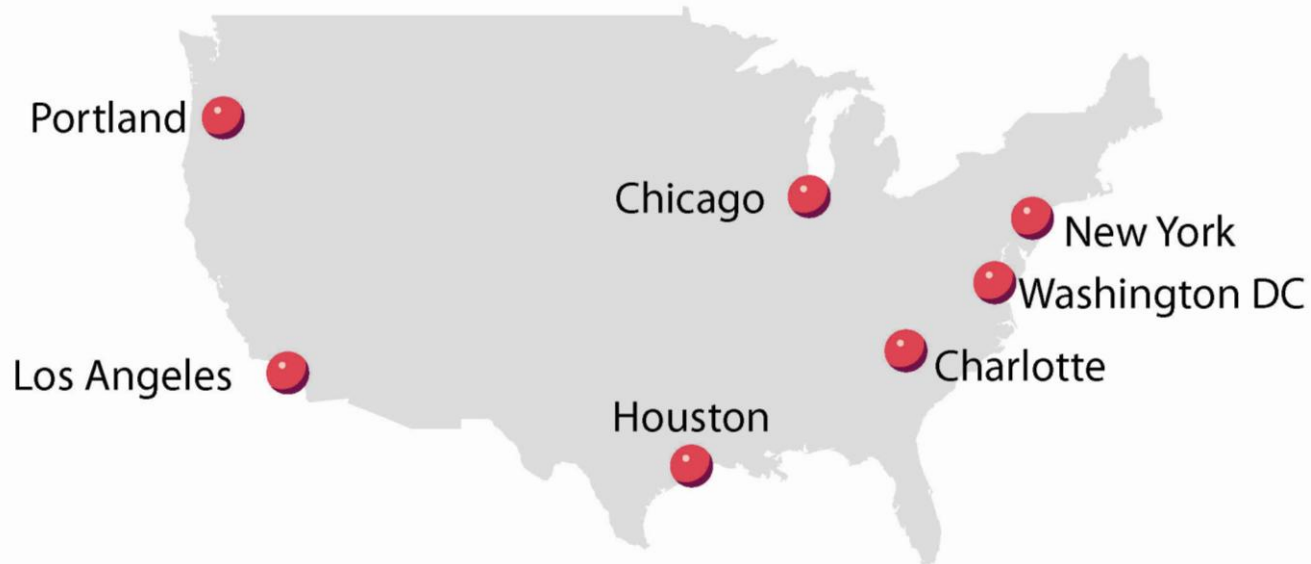 Portland
Chicago
New York
Washington DC
Los Angeles
Charlotte
Houston